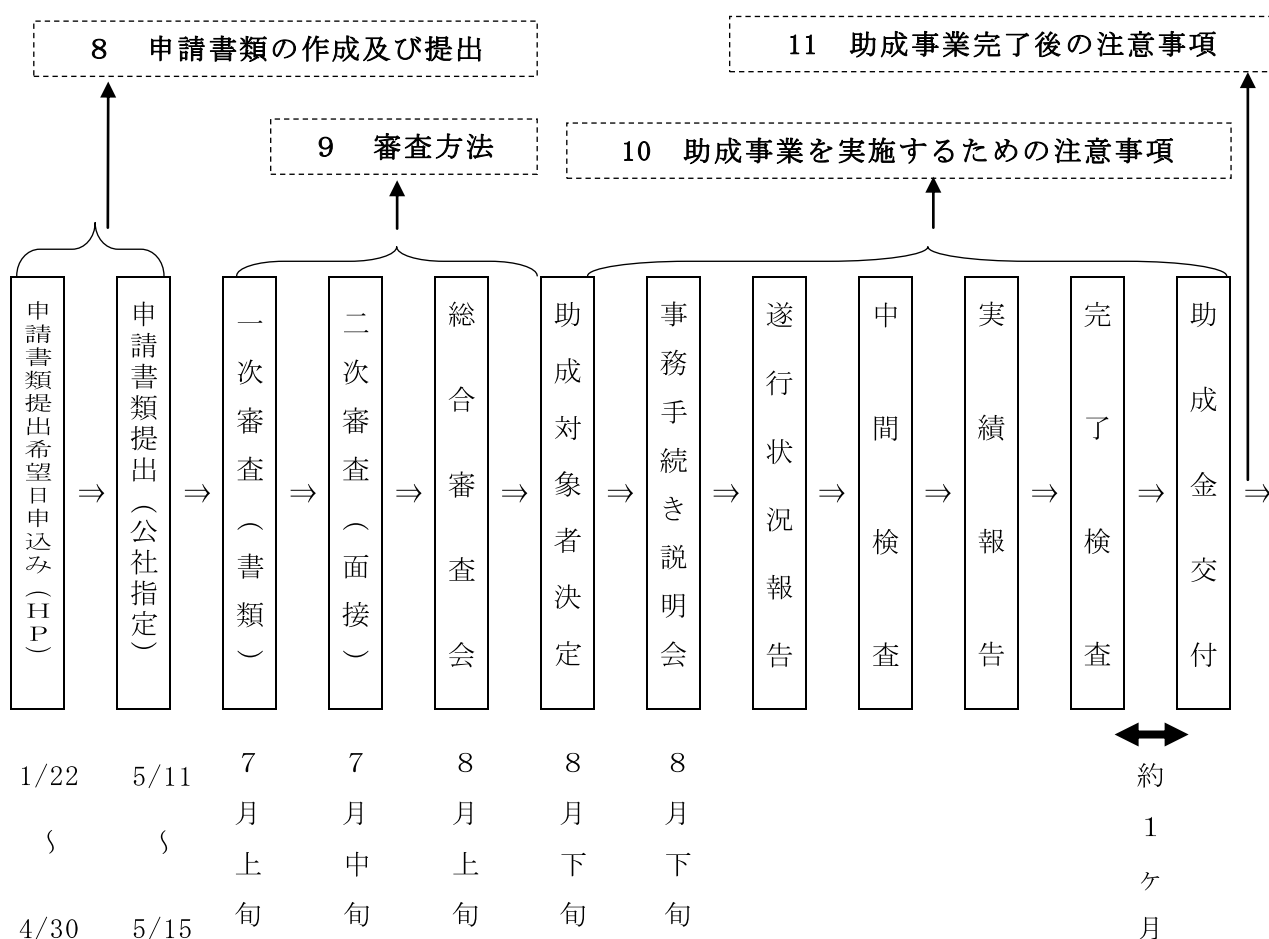 8　申請書類の作成及び提出
11　助成事業完了後の注意事項
9　審査方法
10　助成事業を実施するための注意事項
申請書類提出希望日申込み（HP）
⇒
申請書類提出（公社指定）
⇒
一次審査（書類）
⇒
二次審査（面接）
⇒
総合審査会
⇒
助成対象者決定
⇒
事務手続き説明会
⇒
遂行状況報告
⇒
中間検査
⇒
実績報告
⇒
完了検査
⇒
助成金交付
⇒
1/22～4/30
5/11～5/15
7月上旬
7月中旬
8月上旬
8月下旬
8月下旬
約1ヶ月